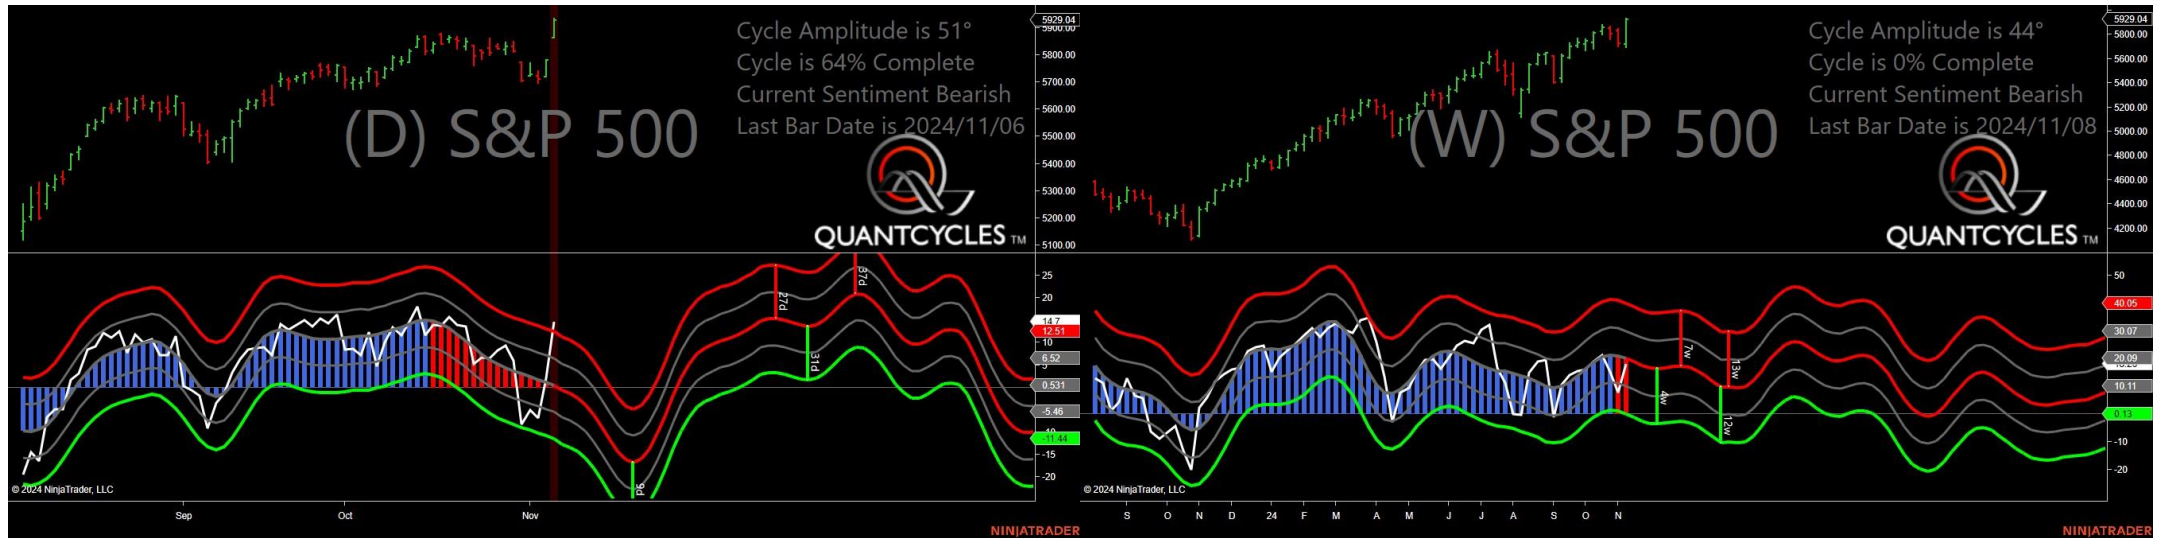 Cycle Amplitude is 51°
Cycle is 64% Complete
Current Sentiment Bearish
Last Bar Date is 2024/11/06
(D) S&P 500
QUANTCYCLES TM
5929.04
5900.00
5800.00
5700.00
5600.00
5500.00
5400.00
5300.00
5200.00
5100.00
25
20
14.7
12.51
10
6.52
5
0.531
-5.46
-10
-11.44
-15
-20
27d
37d
31d
9d
© 2024 NinjaTrader, LLC
Sep
Oct
Nov
NINJATRADER
Cycle Amplitude is 44°
Cycle is 0% Complete
Current Sentiment Bearish
Last Bar Date is 2024/11/08
(W) S&P 500
QUANTCYCLES TM
5929.04
5800.00
5600.00
5400.00
5200.00
5000.00
4800.00
4600.00
4400.00
4200.00
50
40.05
30.07
20.09
10.11
0.13
-10
-20
7w
13w
4w
12w
© 2024 NinjaTrader, LLC
S O N D 24 F M A M J J A S O N
NINJATRADER